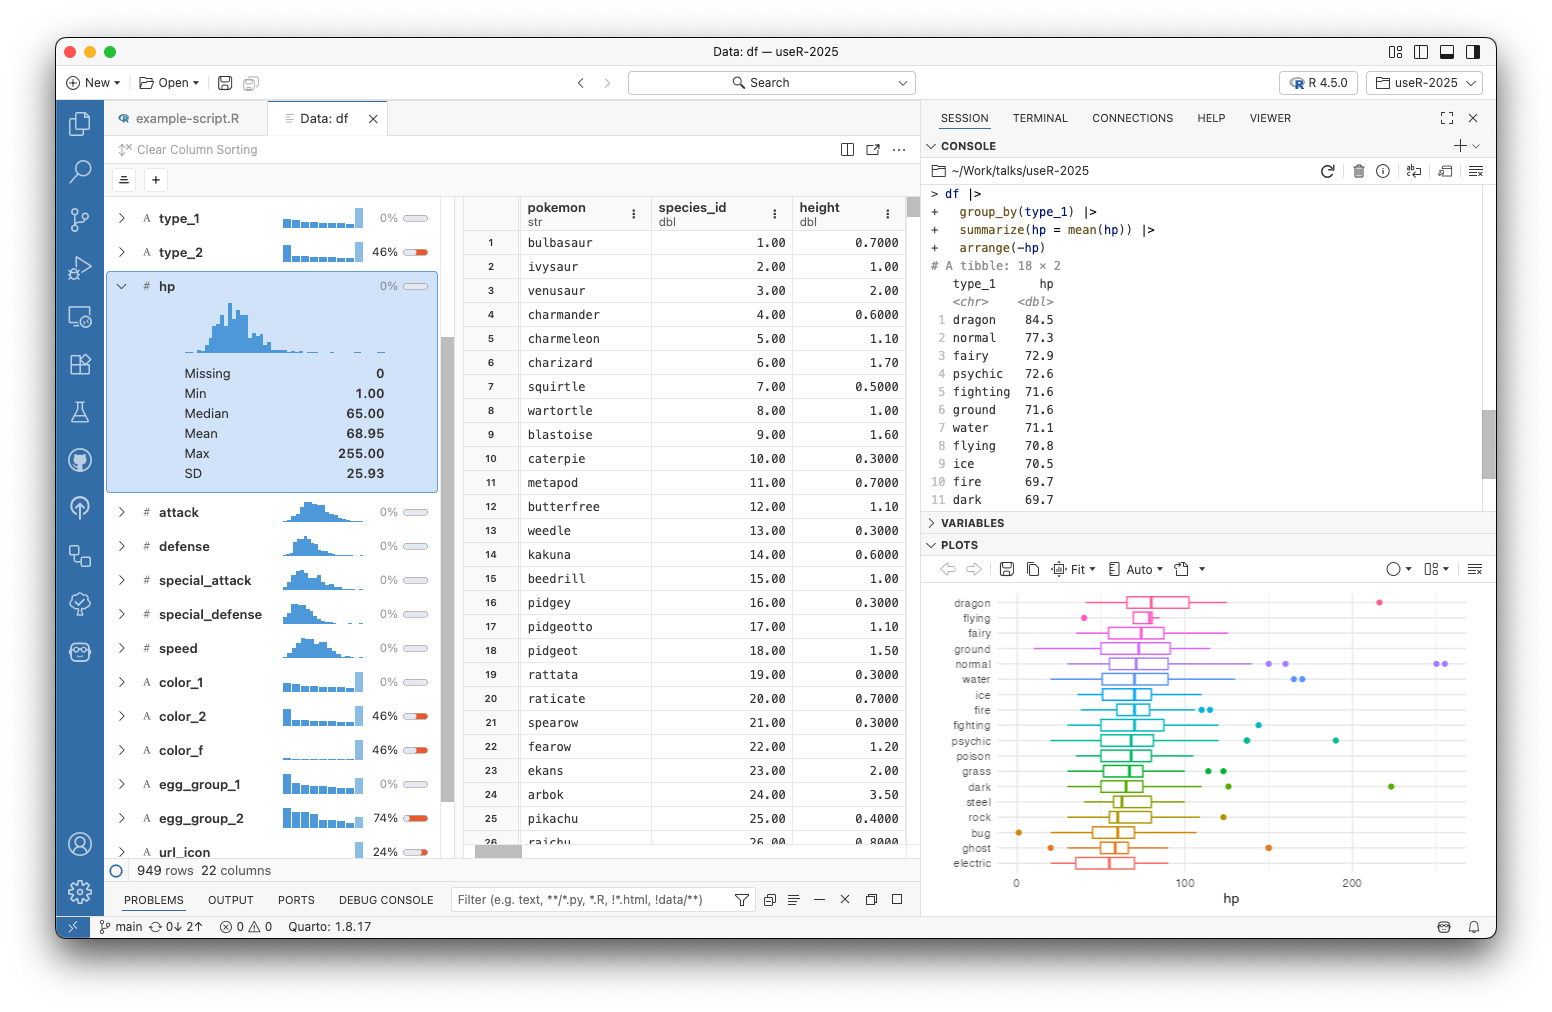 Data: df — useR-2025
New
Open
Search
R 4.5.0
useR-2025
example-script.R
Data: df
Clear Column Sorting
A type_1 0%
A type_2 46%
# hp 0%
Missing 0
Min 1.00
Median 65.00
Mean 68.95
Max 255.00
SD 25.93
# attack 0%
# defense 0%
# special_attack 0%
# special_defense 0%
# speed 0%
A color_1 0%
A color_2 46%
A color_f 46%
A egg_group_1 0%
A egg_group_2 74%
A url_icon 24%
949 rows 22 columns
pokemon species_id height
str dbl dbl
1 bulbasaur 1.00 0.7000
2 ivysaur 2.00 1.00
3 venusaur 3.00 2.00
4 charmander 4.00 0.6000
5 charmeleon 5.00 1.10
6 charizard 6.00 1.70
7 squirtle 7.00 0.5000
8 wartortle 8.00 1.00
9 blastoise 9.00 1.60
10 caterpie 10.00 0.3000
11 metapod 11.00 0.7000
12 butterfree 12.00 1.10
13 weedle 13.00 0.3000
14 kakuna 14.00 0.6000
15 beedrill 15.00 1.00
16 pidgey 16.00 0.3000
17 pidgeotto 17.00 1.10
18 pidgeot 18.00 1.50
19 rattata 19.00 0.3000
20 raticate 20.00 0.7000
21 spearow 21.00 0.3000
22 fearow 22.00 1.20
23 ekans 23.00 2.00
24 arbok 24.00 3.50
25 pikachu 25.00 0.4000
26 raichu 26.00 0.8000
PROBLEMS OUTPUT PORTS DEBUG CONSOLE
Filter (e.g. text, **/*.py, *.R, !*.html, !data/**)
SESSION TERMINAL CONNECTIONS HELP VIEWER
CONSOLE
~/Work/talks/useR-2025
> df |>
+   group_by(type_1) |>
+   summarize(hp = mean(hp)) |>
+   arrange(-hp)
# A tibble: 18 × 2
type_1 hp
<chr> <dbl>
1 dragon 84.5
2 normal 77.3
3 fairy 72.9
4 psychic 72.6
5 fighting 71.6
6 ground 71.6
7 water 71.1
8 flying 70.8
9 ice 70.5
10 fire 69.7
11 dark 69.7
VARIABLES
PLOTS
Fit
Auto
dragon
flying
fairy
ground
normal
water
ice
fire
fighting
psychic
poison
grass
dark
steel
rock
bug
ghost
electric
0 100 200
hp
main 0↓ 2↑ 0 0 Quarto: 1.8.17